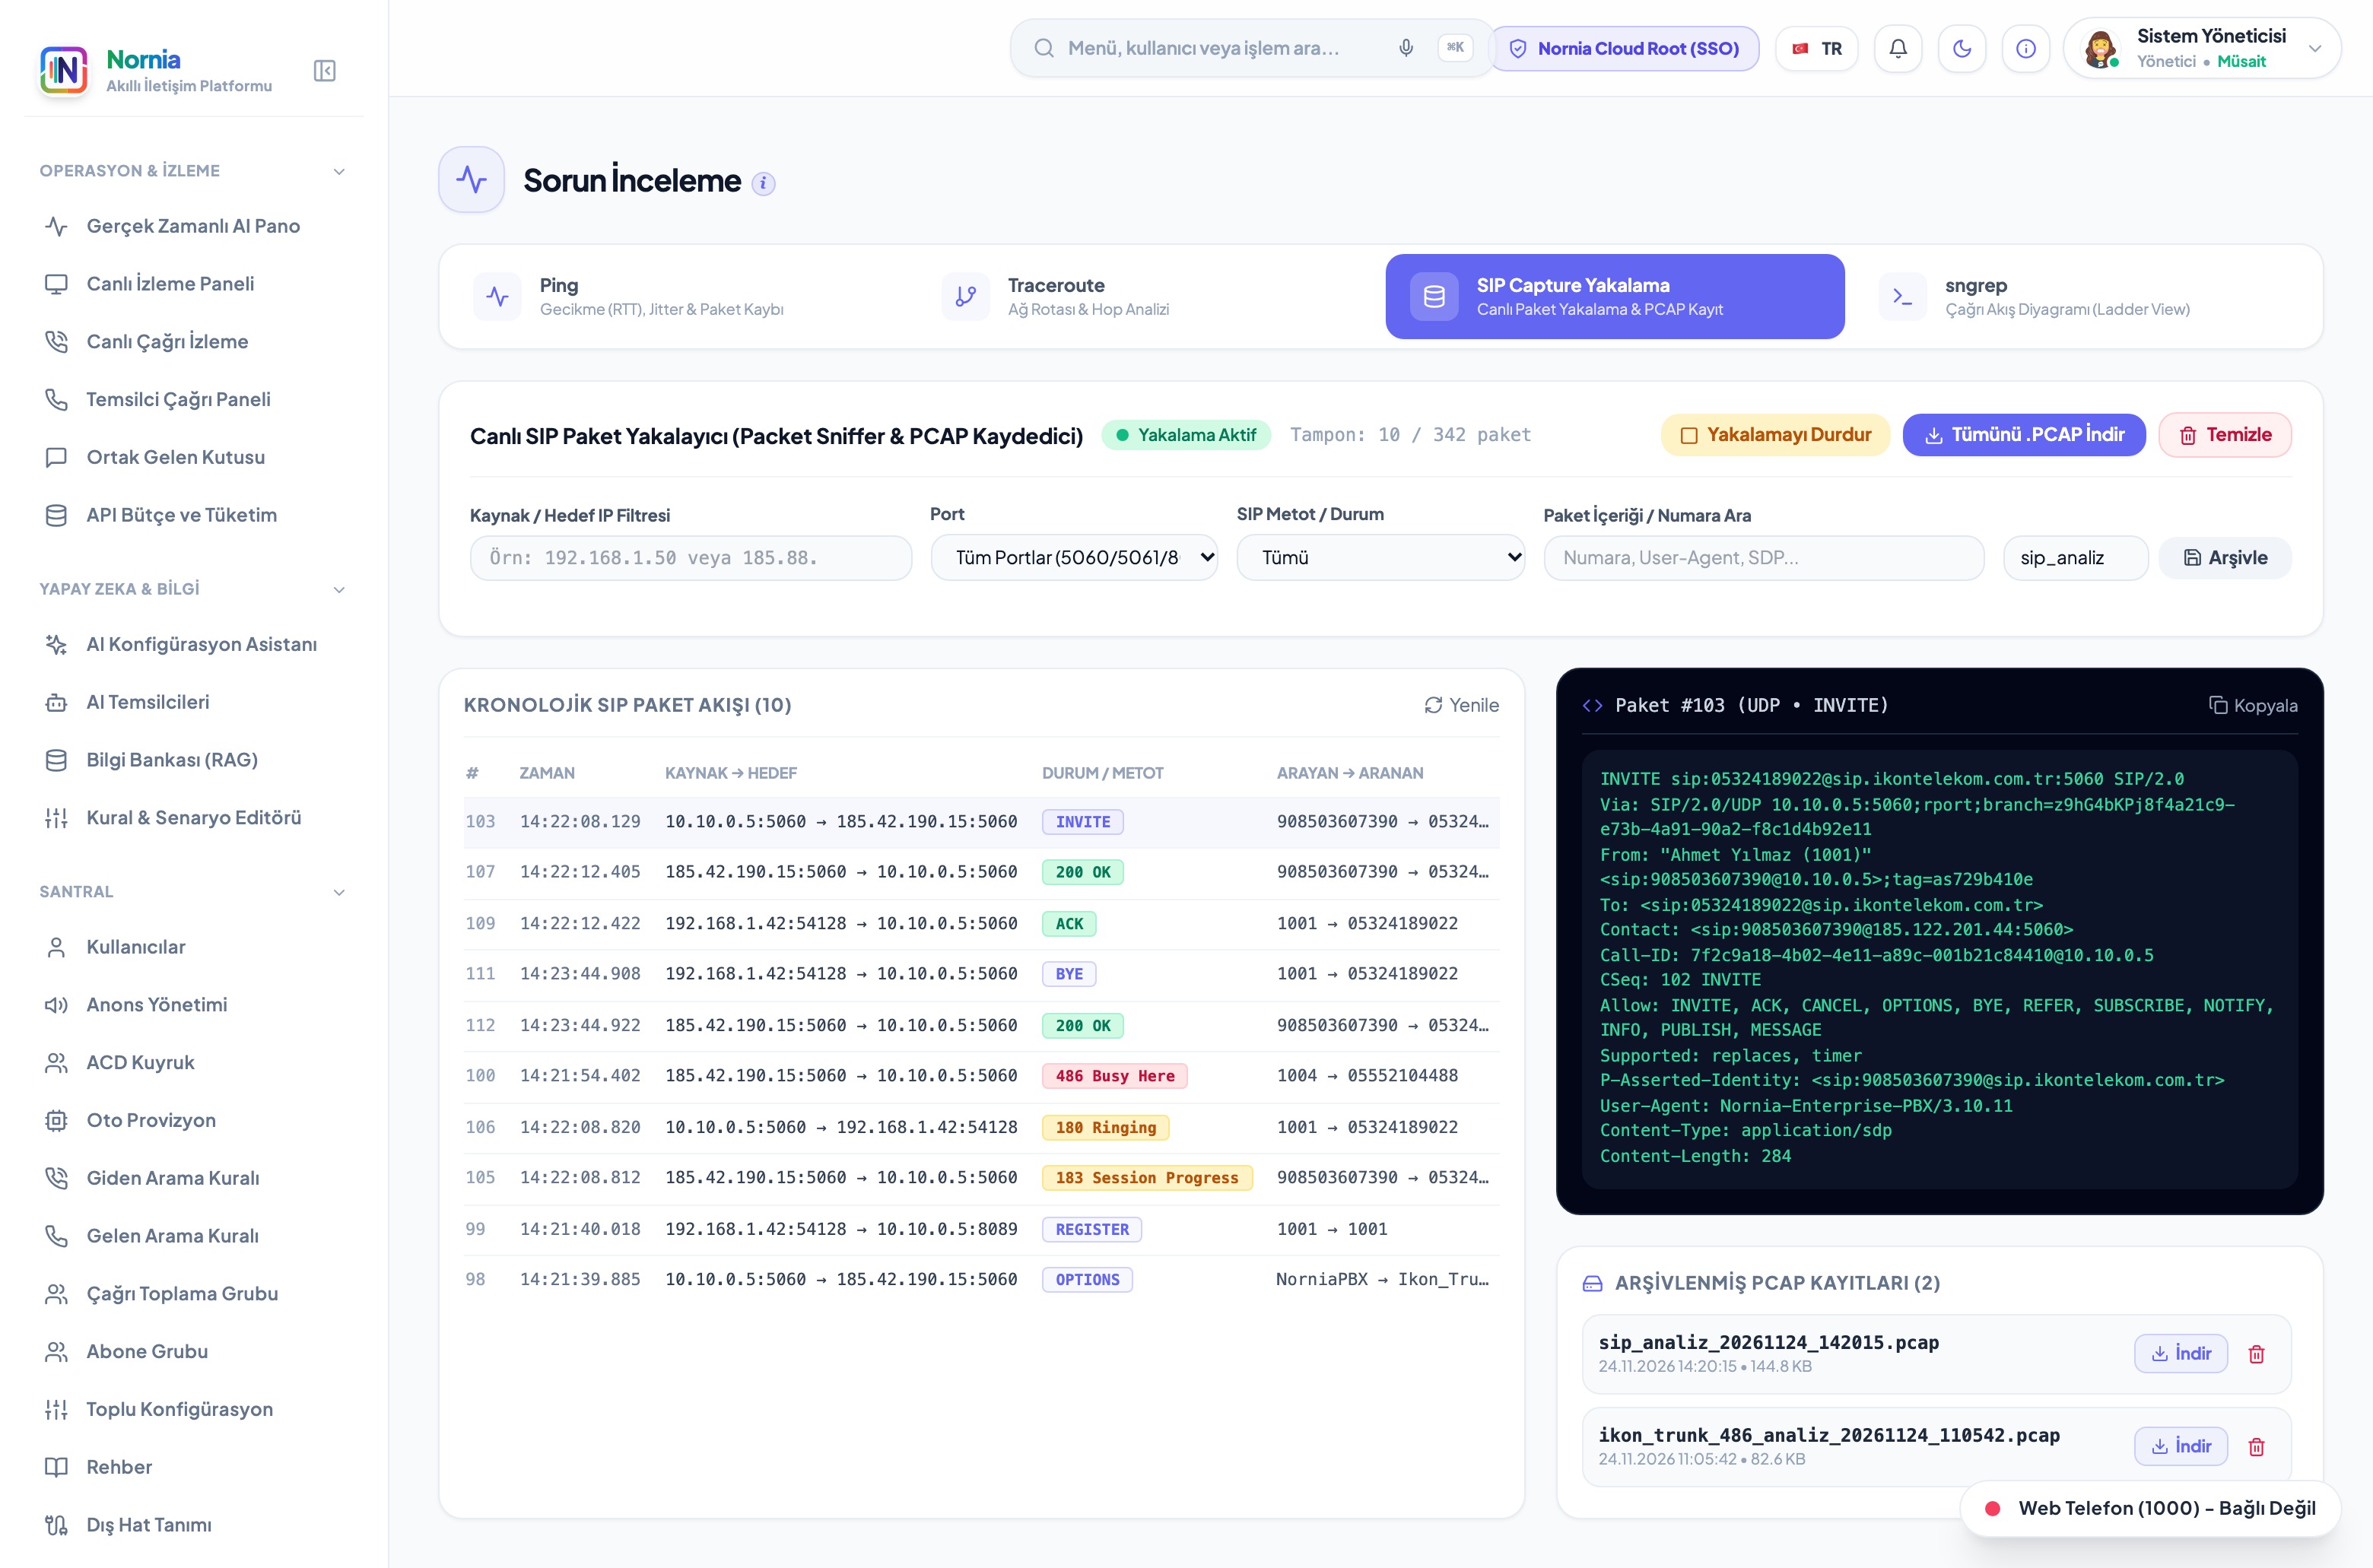 Nornia
Akıllı İletişim Platformu
Menü, kullanıcı veya işlem ara...
⌘K
Nornia Cloud Root (SSO)
TR
Sistem Yöneticisi
Yönetici • Müsait
OPERASYON & İZLEME
Gerçek Zamanlı AI Pano
Canlı İzleme Paneli
Canlı Çağrı İzleme
Temsilci Çağrı Paneli
Ortak Gelen Kutusu
API Bütçe ve Tüketim
YAPAY ZEKA & BİLGİ
AI Konfigürasyon Asistanı
AI Temsilcileri
Bilgi Bankası (RAG)
Kural & Senaryo Editörü
SANTRAL
Kullanıcılar
Anons Yönetimi
ACD Kuyruk
Oto Provizyon
Giden Arama Kuralı
Gelen Arama Kuralı
Çağrı Toplama Grubu
Abone Grubu
Toplu Konfigürasyon
Rehber
Dış Hat Tanımı
Sorun İnceleme i
Ping
Gecikme (RTT), Jitter & Paket Kaybı
Traceroute
Ağ Rotası & Hop Analizi
SIP Capture Yakalama
Canlı Paket Yakalama & PCAP Kayıt
sngrep
Çağrı Akış Diyagramı (Ladder View)
Canlı SIP Paket Yakalayıcı (Packet Sniffer & PCAP Kaydedici)
Yakalama Aktif
Tampon: 10 / 342 paket
Yakalamayı Durdur
Tümünü .PCAP İndir
Temizle
Kaynak / Hedef IP Filtresi
Örn: 192.168.1.50 veya 185.88.
Port
Tüm Portlar (5060/5061/8
SIP Metot / Durum
Tümü
Paket İçeriği / Numara Ara
Numara, User-Agent, SDP...
sip_analiz
Arşivle
KRONOLOJİK SIP PAKET AKIŞI (10)
Yenile
# ZAMAN KAYNAK → HEDEF DURUM / METOT ARAYAN → ARANAN
103 14:22:08.129 10.10.0.5:5060 → 185.42.190.15:5060 INVITE 908503607390 → 05324…
107 14:22:12.405 185.42.190.15:5060 → 10.10.0.5:5060 200 OK 908503607390 → 05324…
109 14:22:12.422 192.168.1.42:54128 → 10.10.0.5:5060 ACK 1001 → 05324189022
111 14:23:44.908 192.168.1.42:54128 → 10.10.0.5:5060 BYE 1001 → 05324189022
112 14:23:44.922 185.42.190.15:5060 → 10.10.0.5:5060 200 OK 908503607390 → 05324…
100 14:21:54.402 185.42.190.15:5060 → 10.10.0.5:5060 486 Busy Here 1004 → 05552104488
106 14:22:08.820 10.10.0.5:5060 → 192.168.1.42:54128 180 Ringing 1001 → 05324189022
105 14:22:08.812 185.42.190.15:5060 → 10.10.0.5:5060 183 Session Progress 908503607390 → 05324…
99 14:21:40.018 192.168.1.42:54128 → 10.10.0.5:8089 REGISTER 1001 → 1001
98 14:21:39.885 10.10.0.5:5060 → 185.42.190.15:5060 OPTIONS NorniaPBX → Ikon_Tru…
Paket #103 (UDP • INVITE)
Kopyala
INVITE sip:05324189022@sip.ikontelekom.com.tr:5060 SIP/2.0
Via: SIP/2.0/UDP 10.10.0.5:5060;rport;branch=z9hG4bKPj8f4a21c9-
e73b-4a91-90a2-f8c1d4b92e11
From: "Ahmet Yılmaz (1001)"
<sip:908503607390@10.10.0.5>;tag=as729b410e
To: <sip:05324189022@sip.ikontelekom.com.tr>
Contact: <sip:908503607390@185.122.201.44:5060>
Call-ID: 7f2c9a18-4b02-4e11-a89c-001b21c84410@10.10.0.5
CSeq: 102 INVITE
Allow: INVITE, ACK, CANCEL, OPTIONS, BYE, REFER, SUBSCRIBE, NOTIFY,
INFO, PUBLISH, MESSAGE
Supported: replaces, timer
P-Asserted-Identity: <sip:908503607390@sip.ikontelekom.com.tr>
User-Agent: Nornia-Enterprise-PBX/3.10.11
Content-Type: application/sdp
Content-Length: 284
ARŞİVLENMİŞ PCAP KAYITLARI (2)
sip_analiz_20261124_142015.pcap
24.11.2026 14:20:15 • 144.8 KB
İndir
ikon_trunk_486_analiz_20261124_110542.pcap
24.11.2026 11:05:42 • 82.6 KB
İndir
Web Telefon (1000) - Bağlı Değil